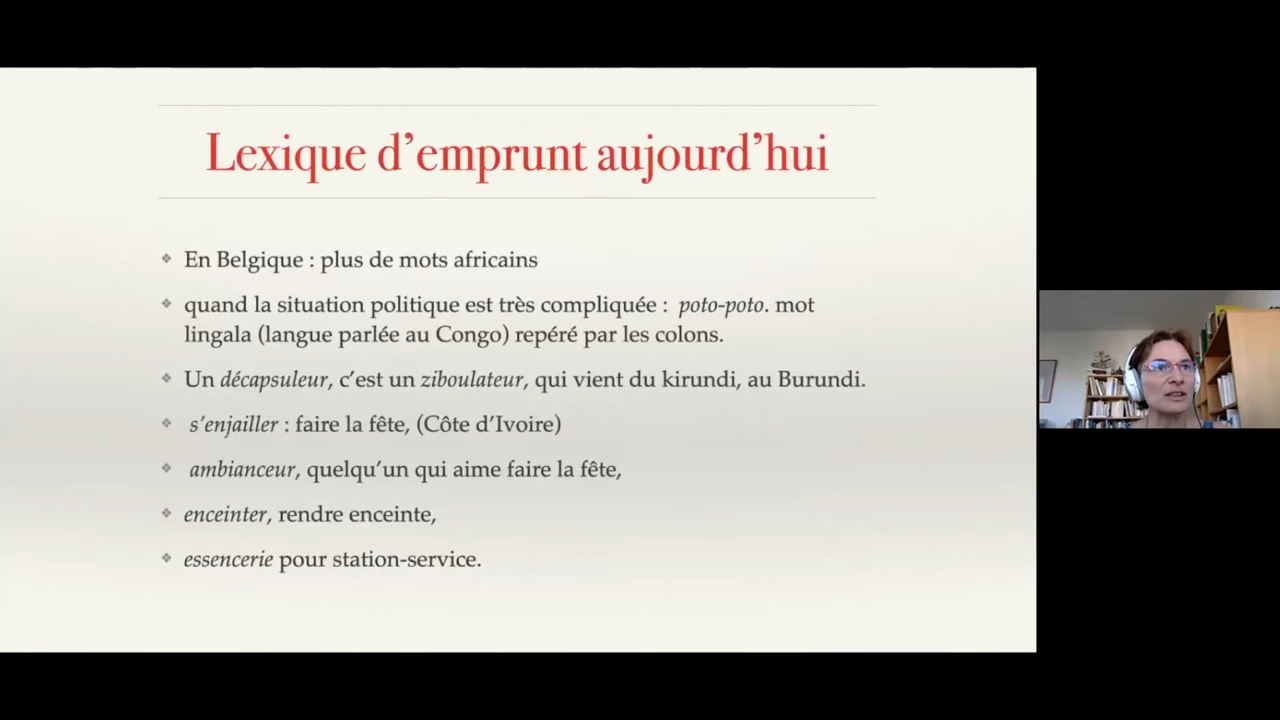 Lexique d’emprunt aujourd’hui
En Belgique : plus de mots africains
quand la situation politique est très compliquée : poto-poto. mot
lingala (langue parlée au Congo) repéré par les colons.
Un décapsuleur, c’est un ziboulateur, qui vient du kirundi, au Burundi.
s’enjailler : faire la fête, (Côte d’Ivoire)
ambianceur, quelqu’un qui aime faire la fête,
enceinter, rendre enceinte,
essencerie pour station-service.